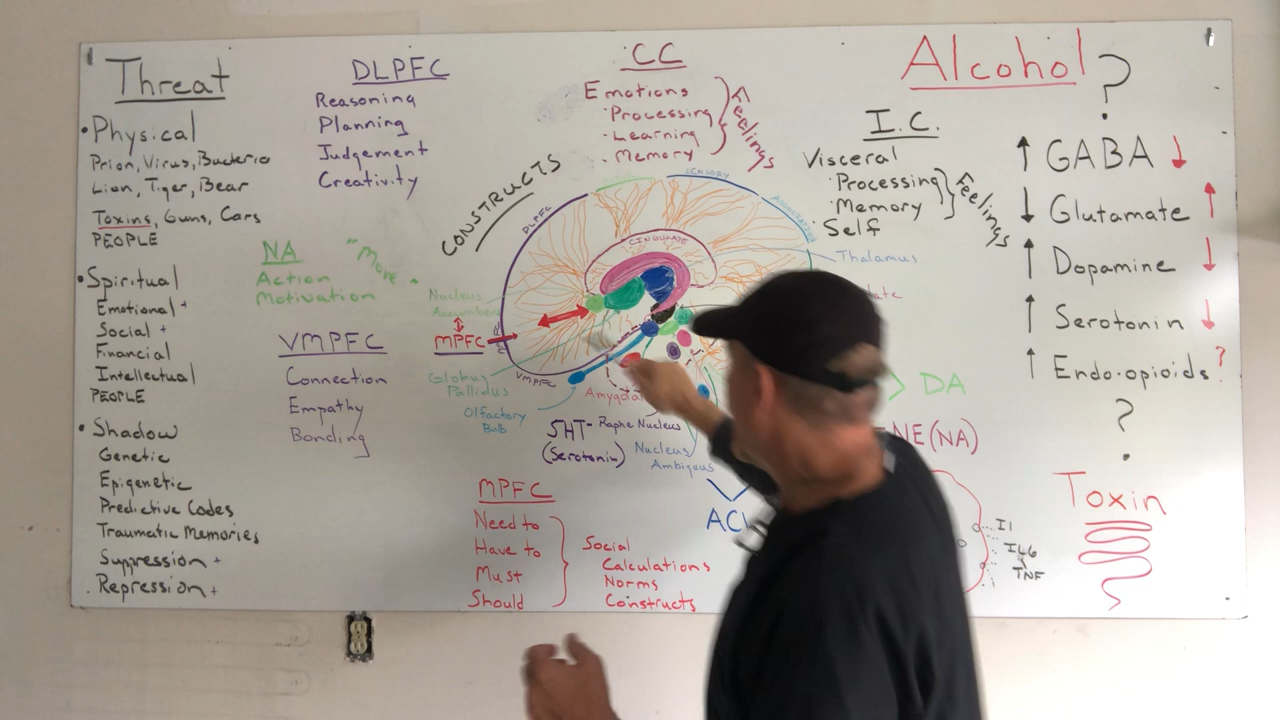 Threat
• Physical
Prion, Virus, Bacteria
Lion, Tiger, Bear
Toxins, Guns, Cars
PEOPLE
• Spiritual
Emotional +
Social +
Financial
Intellectual
PEOPLE
• Shadow
Genetic
Epigenetic
Predictive Codes
Traumatic Memories
Suppression +
Repression +
DLPFC
Reasoning
Planning
Judgement
Creativity
NA
Action
Motivation
"More"
VMPFC
Connection
Empathy
Bonding
CC
Emotions
• Processing
• Learning
• Memory
Feelings
CONSTRUCTS
DLPFC
SENSORY
CINGULATE
Thalamus
Nucleus
MPFC
VMPFC
Globus
Pallidus
Olfactory
Bulb
5HT- Raphe Nucleus
(Serotonin)
Nucleus
Ambiguus
MPFC
Need to
Have to
Must
Should
Social
Calculations
Norms
Constructs
I.C.
Visceral
• Processing
• Memory
• Self
Feelings
DA
NE(NA)
I1
IL6
TNF
Alcohol ?
↑ GABA ↓
↓ Glutamate ↑
↑ Dopamine ↓
↑ Serotonin ↓
↑ Endo-opioids ?
?
Toxin